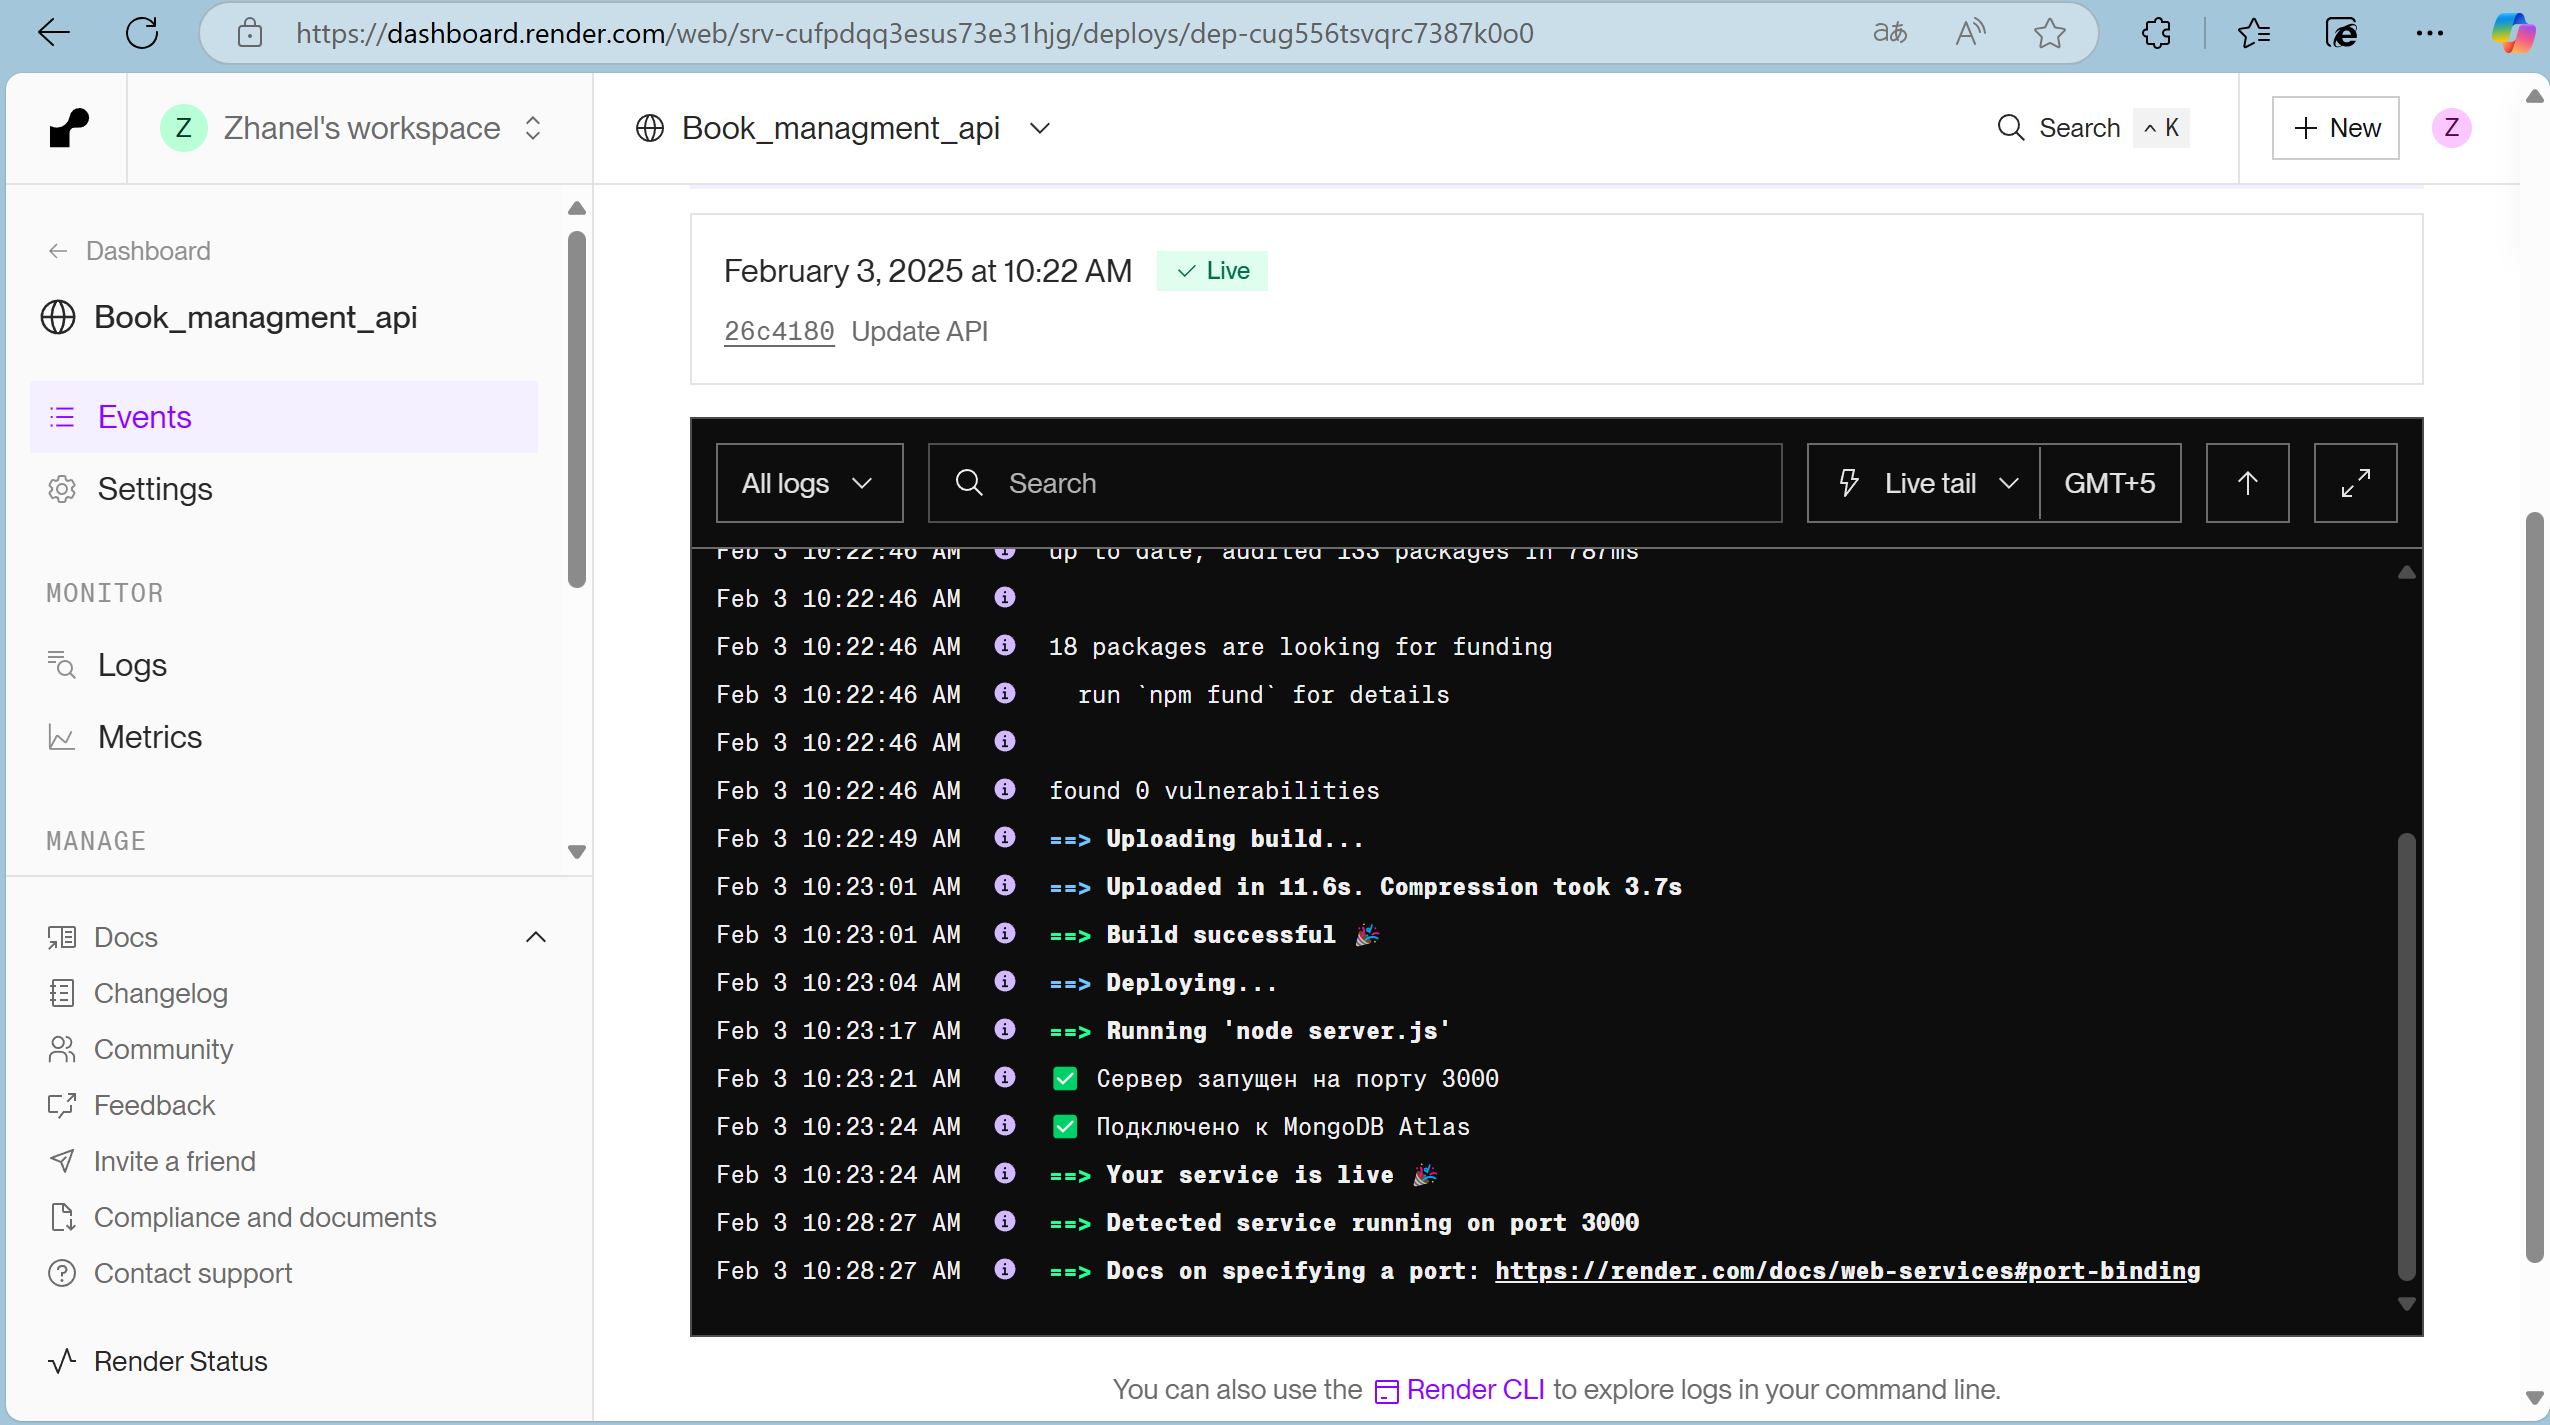 https://dashboard.render.com/web/srv-cufpdqq3esus73e31hjg/deploys/dep-cug556tsvqrc7387k0o0
Z Zhanel's workspace
Book_managment_api
Search ^ K
+ New
Z
← Dashboard
Book_managment_api
Events
Settings
MONITOR
Logs
Metrics
MANAGE
Docs
Changelog
Community
Feedback
Invite a friend
Compliance and documents
Contact support
Render Status
February 3, 2025 at 10:22 AM ✓ Live
26c4180 Update API
All logs
Search
Live tail
GMT+5
Feb 3 10:22:46 AM up to date, audited 133 packages in 787ms
Feb 3 10:22:46 AM
Feb 3 10:22:46 AM 18 packages are looking for funding
Feb 3 10:22:46 AM run `npm fund` for details
Feb 3 10:22:46 AM
Feb 3 10:22:46 AM found 0 vulnerabilities
Feb 3 10:22:49 AM ==> Uploading build...
Feb 3 10:23:01 AM ==> Uploaded in 11.6s. Compression took 3.7s
Feb 3 10:23:01 AM ==> Build successful 🎉
Feb 3 10:23:04 AM ==> Deploying...
Feb 3 10:23:17 AM ==> Running 'node server.js'
Feb 3 10:23:21 AM ✅ Сервер запущен на порту 3000
Feb 3 10:23:24 AM ✅ Подключено к MongoDB Atlas
Feb 3 10:23:24 AM ==> Your service is live 🎉
Feb 3 10:28:27 AM ==> Detected service running on port 3000
Feb 3 10:28:27 AM ==> Docs on specifying a port: https://render.com/docs/web-services#port-binding
You can also use the Render CLI to explore logs in your command line.